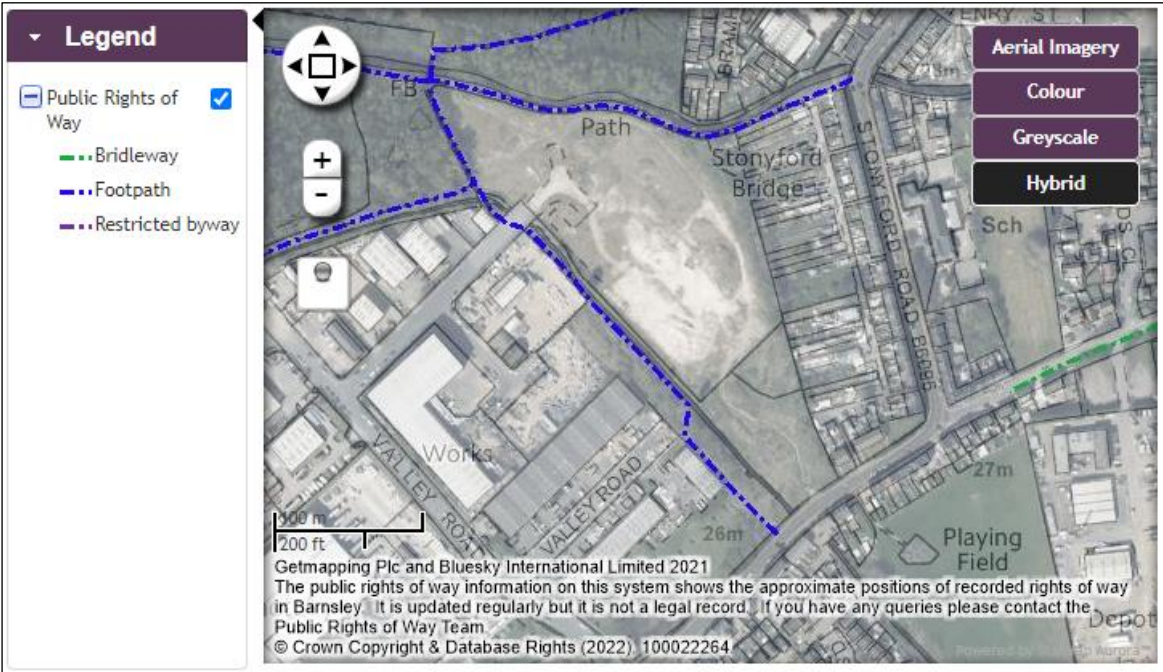 Legend
Public Rights of
Way
Bridleway
Footpath
Restricted byway
Aerial Imagery
Colour
Greyscale
Hybrid
FB
Path
Stonyford
Bridge
STONYFORD ROAD B6096
Sch
+
−
Works
VALLEY ROAD
VALLEY ROAD
27m
26m
Playing
Field
Depot
100 m
200 ft
Getmapping Plc and Bluesky International Limited 2021
The public rights of way information on this system shows the approximate positions of recorded rights of way
in Barnsley. It is updated regularly but it is not a legal record. If you have any queries please contact the
Public Rights of Way Team.
© Crown Copyright & Database Rights (2022). 100022264.